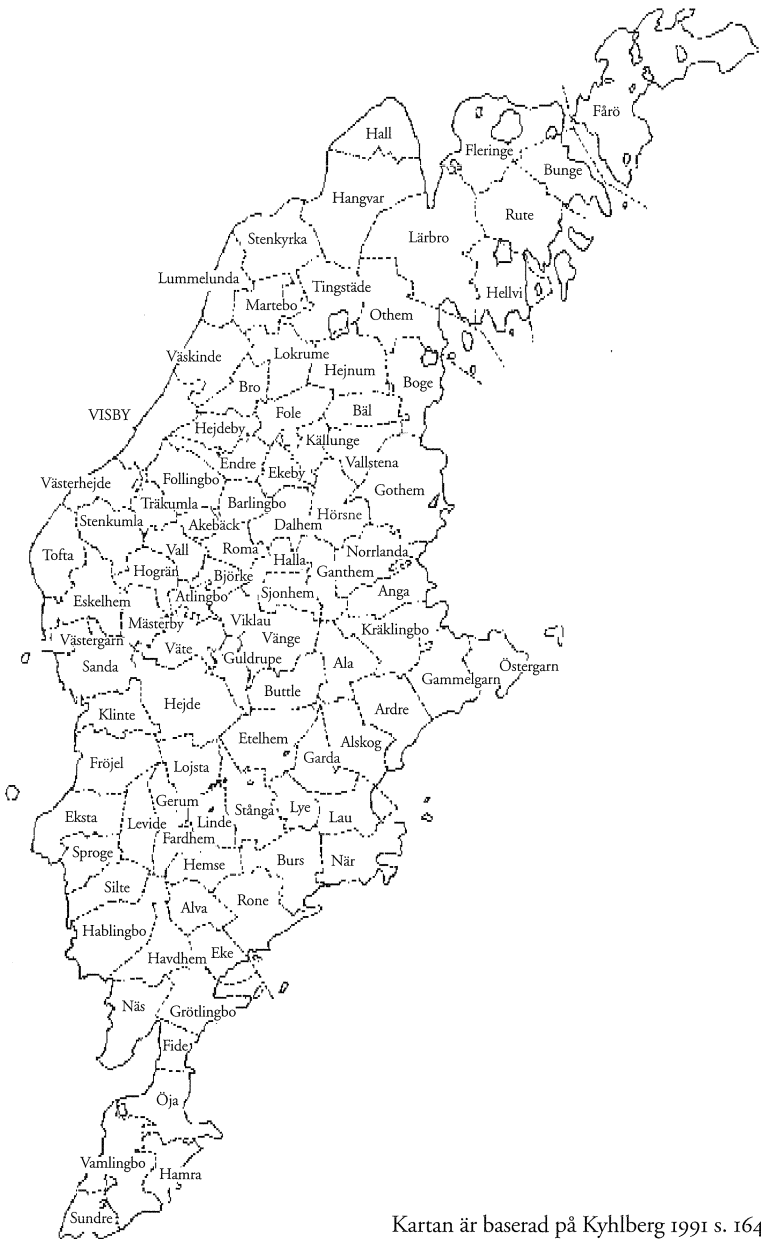 Fårö
Hall
Fleringe
Bunge
Hangvar
Rute
Stenkyrka
Lärbro
Lummelunda
Tingstäde
Hellvi
Martebo
Othem
Väskinde
Lokrume
Hejnum
Bro
Boge
VISBY
Fole
Bäl
Hejdeby
Källunge
Endre
Ekeby
Vallstena
Västerhejde
Follingbo
Gothem
Träkumla
Barlingbo
Stenkumla
Akebäck
Dalhem
Hörsne
Tofta
Vall
Roma
Halla
Norrlanda
Hogrän
Björke
Ganthem
Eskelhem
Atlingbo
Sjonhem
Anga
Mästerby
Viklau
Kräklingbo
Västergarn
Väte
Vänge
Sanda
Guldrupe
Ala
Gammelgarn
Östergarn
Klinte
Hejde
Buttle
Ardre
Etelhem
Alskog
Fröjel
Lojsta
Garda
Gerum
Eksta
Levide
Linde
Stånga
Lye
Lau
Fardhem
Sproge
Hemse
Burs
När
Silte
Alva
Rone
Hablingbo
Havdhem
Eke
Näs
Grötlingbo
Fide
Öja
Vamlingbo
Hamra
Sundre
Kartan är baserad på Kyhlberg 1991 s. 164